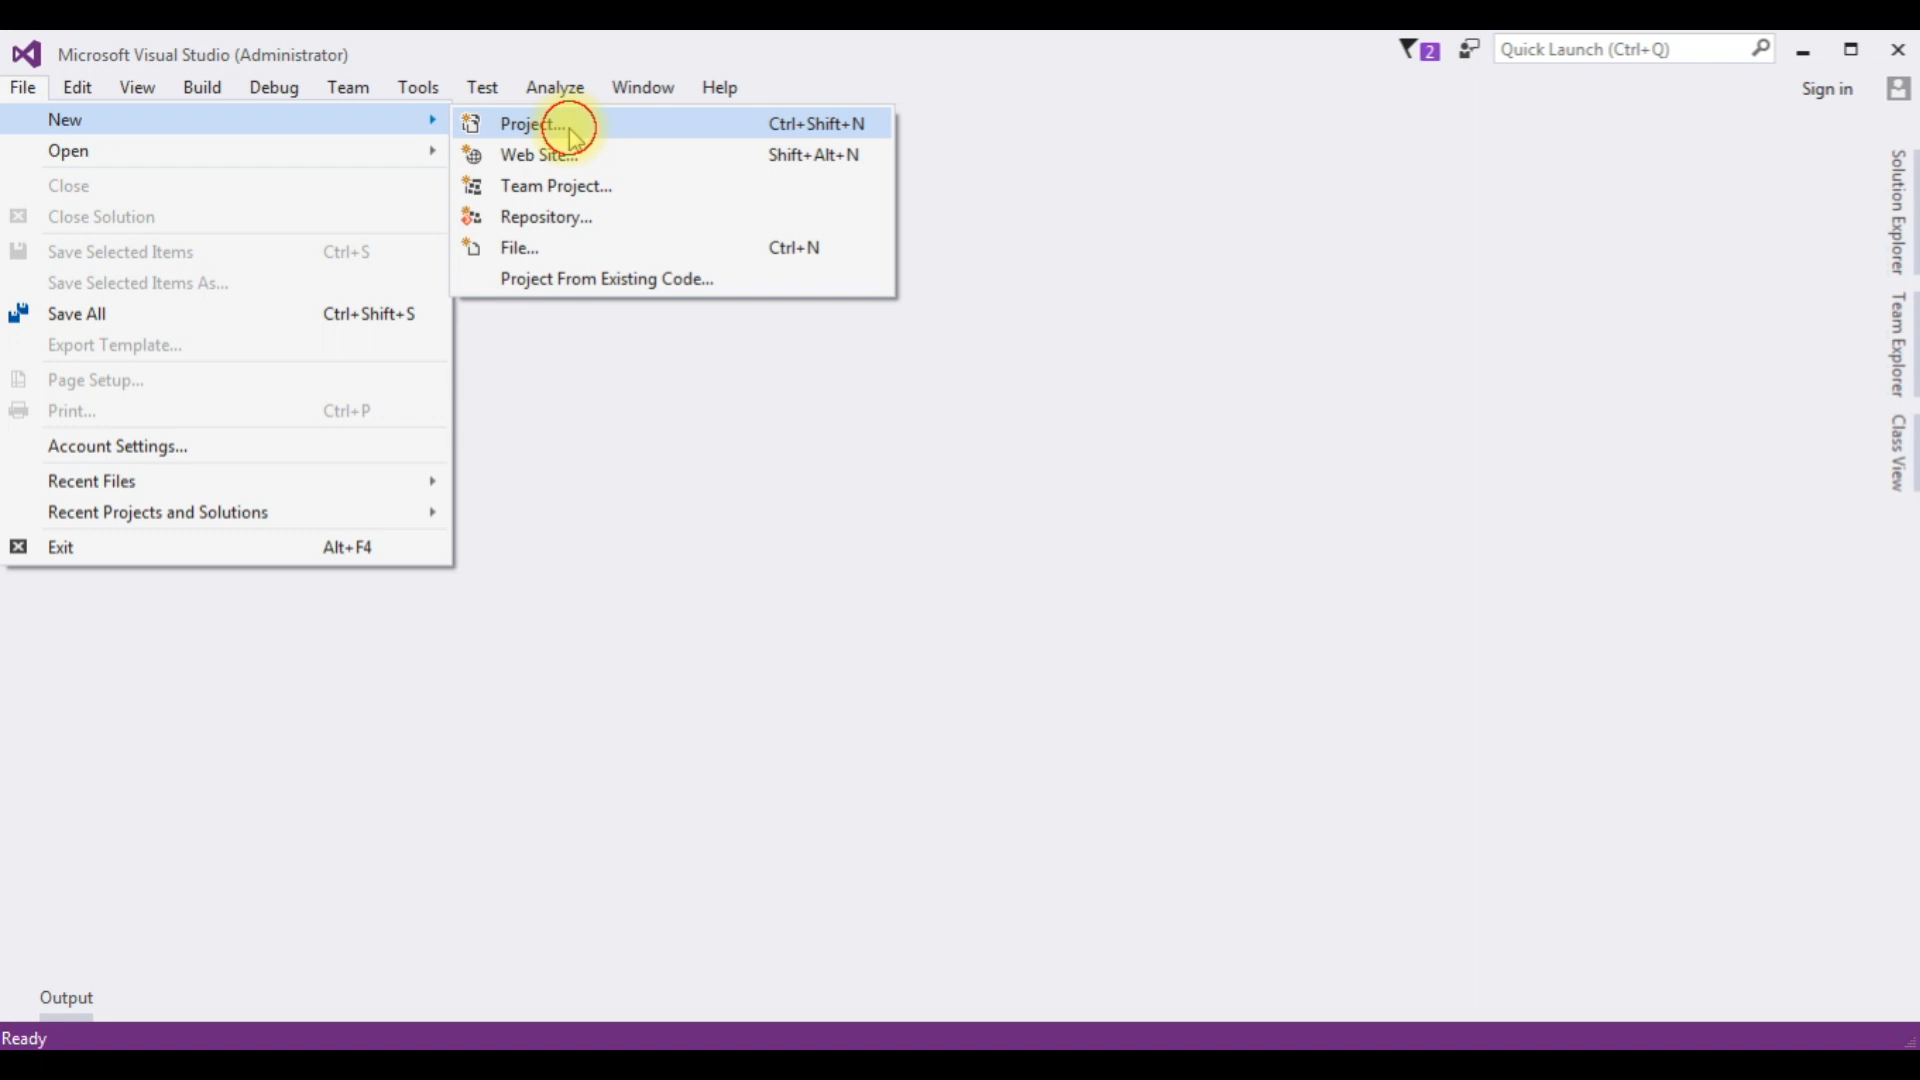 Microsoft Visual Studio (Administrator)
2
Quick Launch (Ctrl+Q)
File Edit View Build Debug Team Tools Test Analyze Window Help
Sign in
New
Open
Close
Close Solution
Save Selected Items Ctrl+S
Save Selected Items As...
Save All Ctrl+Shift+S
Export Template...
Page Setup...
Print... Ctrl+P
Account Settings...
Recent Files
Recent Projects and Solutions
Exit Alt+F4
Project... Ctrl+Shift+N
Web Site... Shift+Alt+N
Team Project...
Repository...
File... Ctrl+N
Project From Existing Code...
Solution Explorer
Team Explorer
Class View
Output
Ready